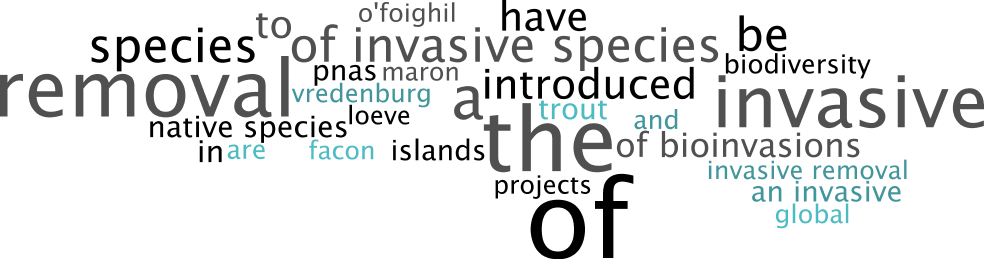 o'foighil
have
to
species
of invasive species
be
biodiversity
removal
pnas
maron
introduced
vredenburg
a
invasive
trout
loeve
and
native species
the
of bioinvasions
in
are
facon
islands
invasive removal
projects
an invasive
of
global